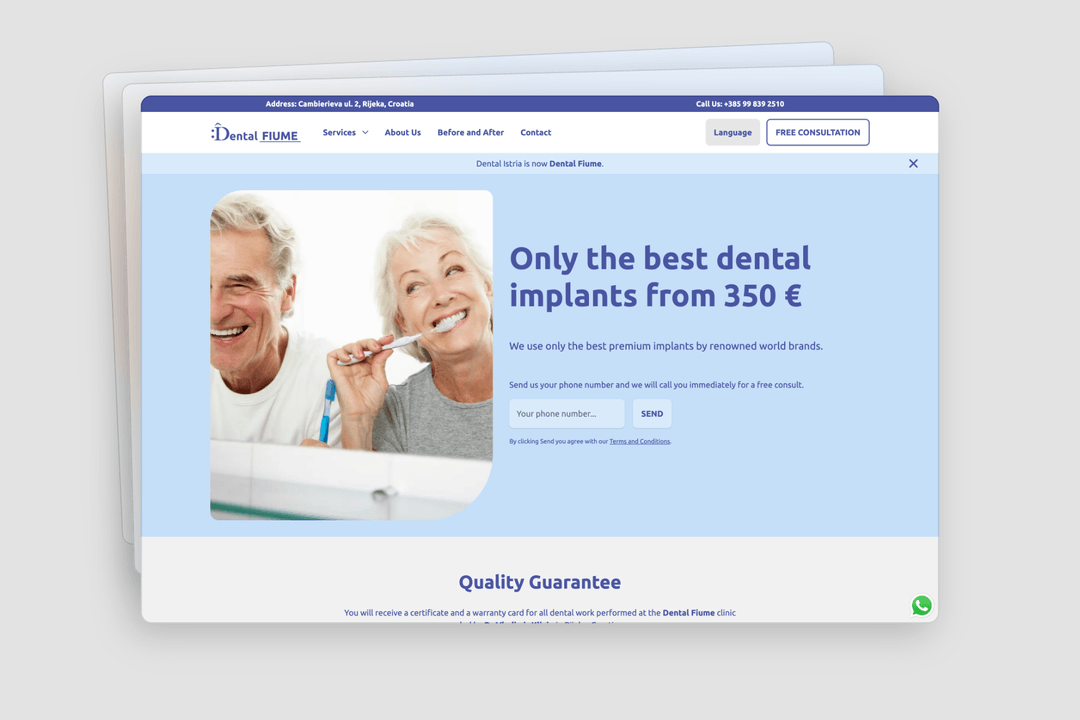 Address: Cambierieva ul. 2, Rijeka, Croatia
Call Us: +385 99 839 2510
:Dental FIUME
Services
About Us
Before and After
Contact
Language
FREE CONSULTATION
Dental Istria is now Dental Fiume.
Only the best dental
implants from 350 €
We use only the best premium implants by renowned world brands.
Send us your phone number and we will call you immediately for a free consult.
Your phone number...
SEND
By clicking Send you agree with our Terms and Conditions.
Quality Guarantee
You will receive a certificate and a warranty card for all dental work performed at the Dental Fiume clinic